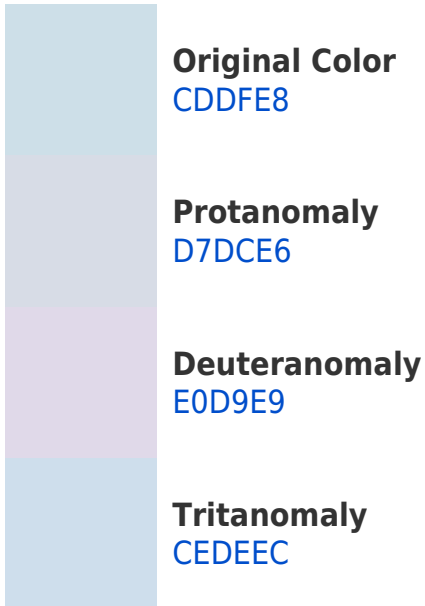 Original Color
CDDFE8
Protanomaly
D7DCE6
Deuteranomaly
E0D9E9
Tritanomaly
CEDEEC